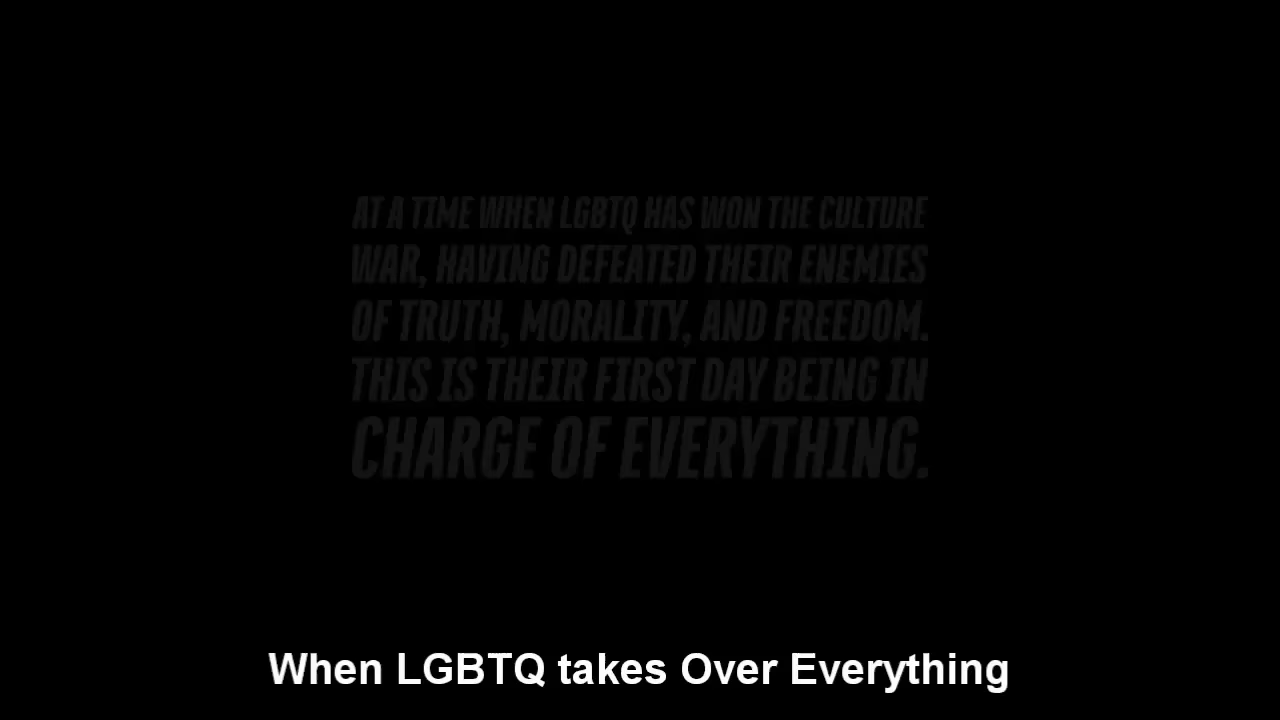 AT A TIME WHEN LGBTQ HAS WON THE CULTURE
WAR, HAVING DEFEATED THEIR ENEMIES
OF TRUTH, MORALITY, AND FREEDOM.
THIS IS THEIR FIRST DAY BEING IN
CHARGE OF EVERYTHING.
When LGBTQ takes Over Everything